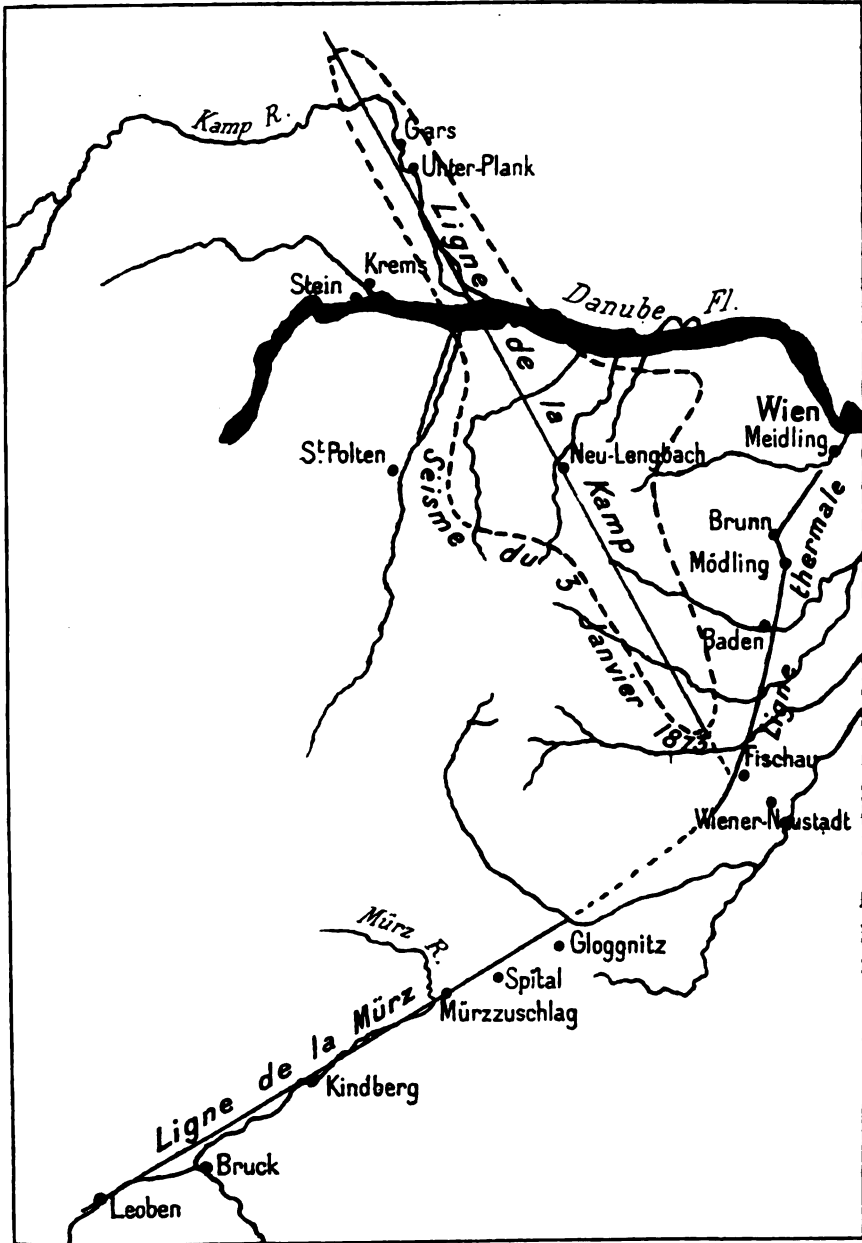 Kamp R.
Gars
Unter-Plank
Ligne de la Kamp
Krems
Stein
Danube Fl.
Wien
Meidling
St. Polten
Neu-Lengbach
Seisme du 3 Janvier 1873
Brunn
Mödling
Ligne thermale
Baden
Fischau
Wiener-Neustadt
Mürz R.
Gloggnitz
Spital
Mürzzuschlag
Ligne de la Mürz
Kindberg
Bruck
Leoben